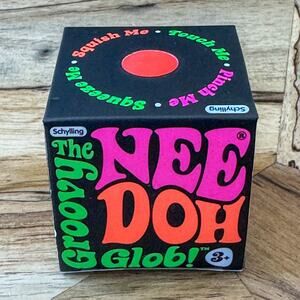 Squish Me • Touch Me • Pinch Me • Squeeze Me •
Schylling
Schylling
The
Groovy
NEE®
DOH
Glob!™
3+